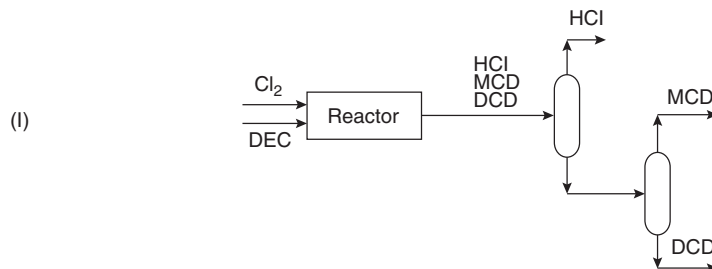 (I)
Cl2
DEC
Reactor
HCl
MCD
DCD
HCl
MCD
DCD